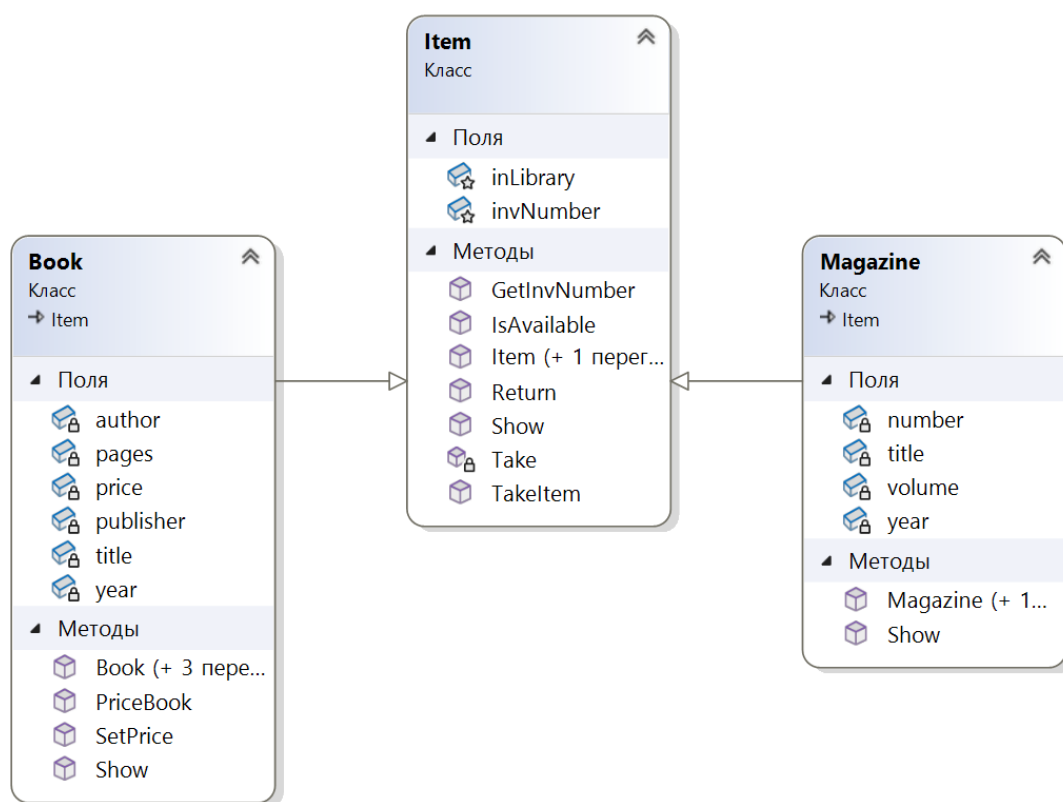 Item
Класс
Поля
inLibrary
invNumber
Методы
GetInvNumber
IsAvailable
Item (+ 1 перег...
Return
Show
Take
TakeItem
Book
Класс
Item
Поля
author
pages
price
publisher
title
year
Методы
Book (+ 3 пере...
PriceBook
SetPrice
Show
Magazine
Класс
Item
Поля
number
title
volume
year
Методы
Magazine (+ 1...
Show